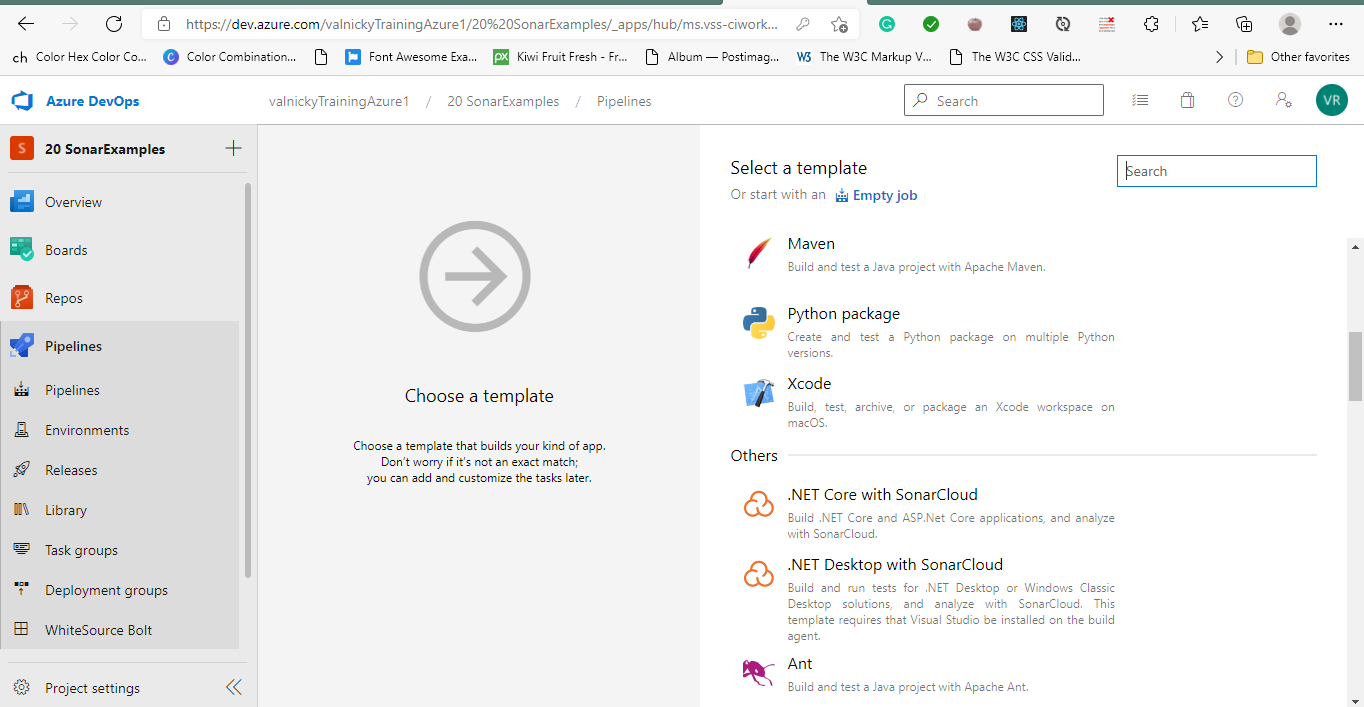 https://dev.azure.com/valnickyTrainingAzure1/20%20SonarExamples/_apps/hub/ms.vss-ciwork...
ch Color Hex Color Co...
C Color Combination...
Font Awesome Exa...
px Kiwi Fruit Fresh - Fr...
Album — Postimag...
W3 The W3C Markup V...
The W3C CSS Valid...
Other favorites
Azure DevOps
valnickyTrainingAzure1 / 20 SonarExamples / Pipelines
Search
VR
S 20 SonarExamples
Overview
Boards
Repos
Pipelines
Pipelines
Environments
Releases
Library
Task groups
Deployment groups
WhiteSource Bolt
Project settings
Choose a template
Choose a template that builds your kind of app.
Don't worry if it's not an exact match;
you can add and customize the tasks later.
Select a template
Or start with an Empty job
Search
Maven
Build and test a Java project with Apache Maven.
Python package
Create and test a Python package on multiple Python
versions.
Xcode
Build, test, archive, or package an Xcode workspace on
macOS.
Others
.NET Core with SonarCloud
Build .NET Core and ASP.Net Core applications, and analyze
with SonarCloud.
.NET Desktop with SonarCloud
Build and run tests for .NET Desktop or Windows Classic
Desktop solutions, and analyze with SonarCloud. This
template requires that Visual Studio be installed on the build
agent.
Ant
Build and test a Java project with Apache Ant.